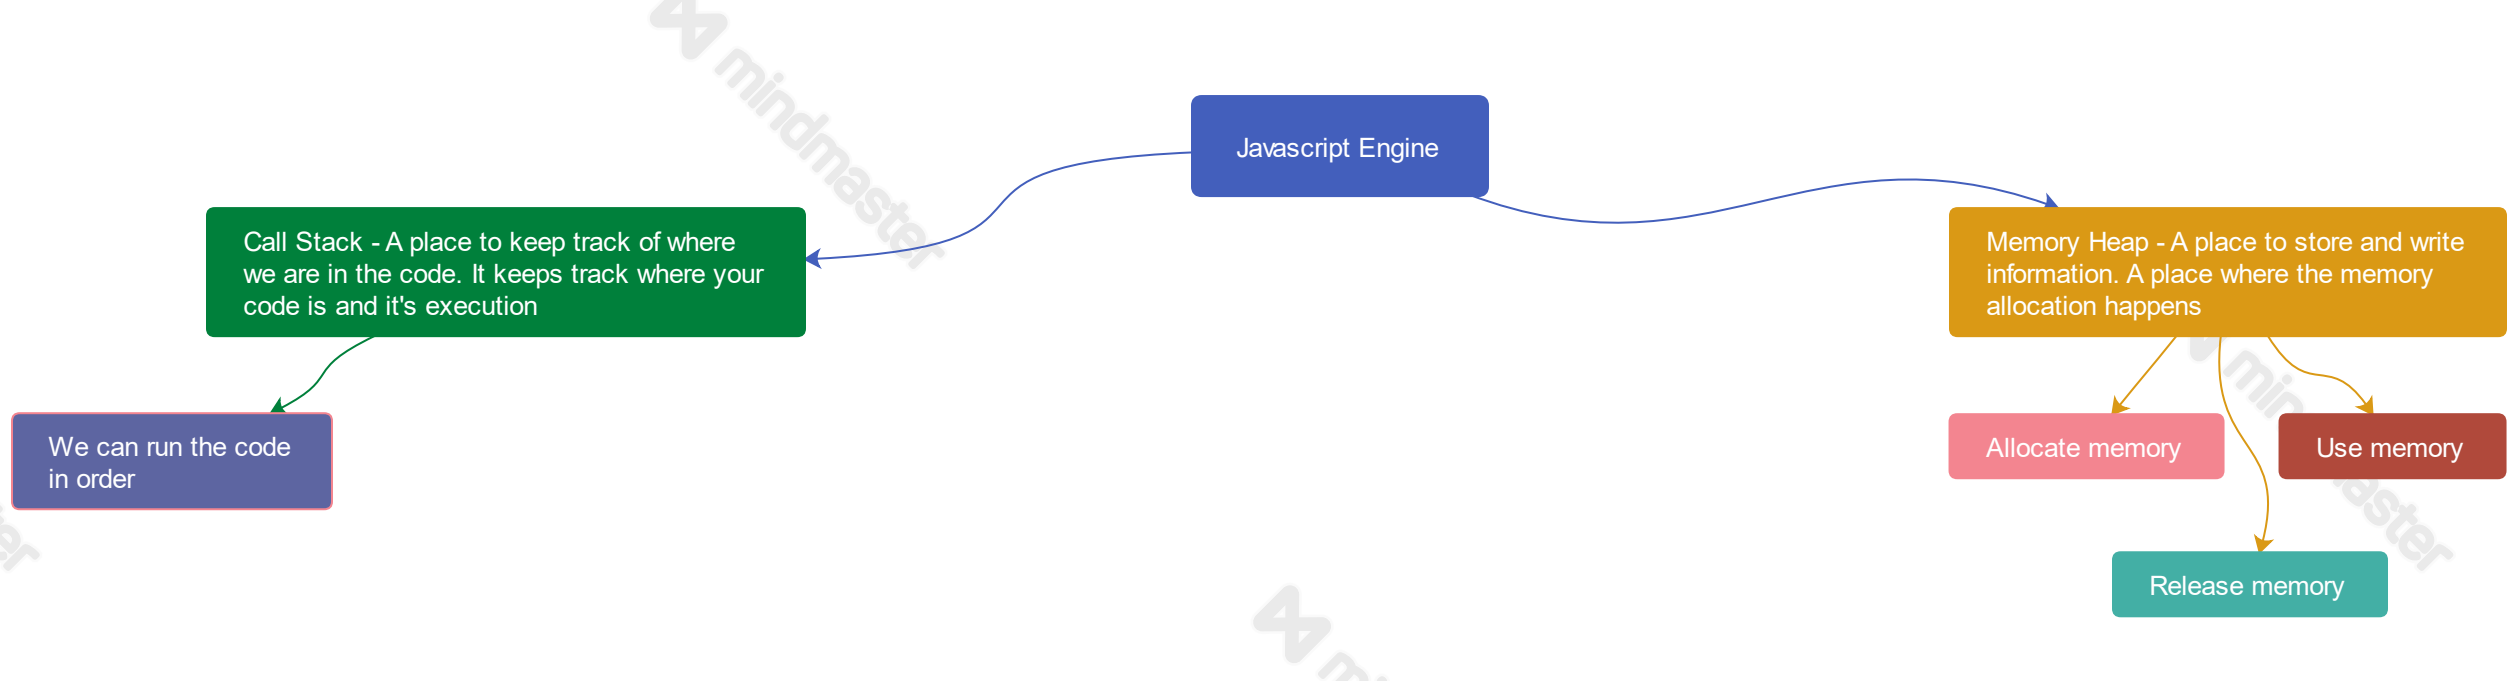 mindmaster
Javascript Engine
Call Stack - A place to keep track of where
we are in the code. It keeps track where your
code is and it's execution
Memory Heap - A place to store and write
information. A place where the memory
allocation happens
We can run the code
in order
Allocate memory
Use memory
Release memory